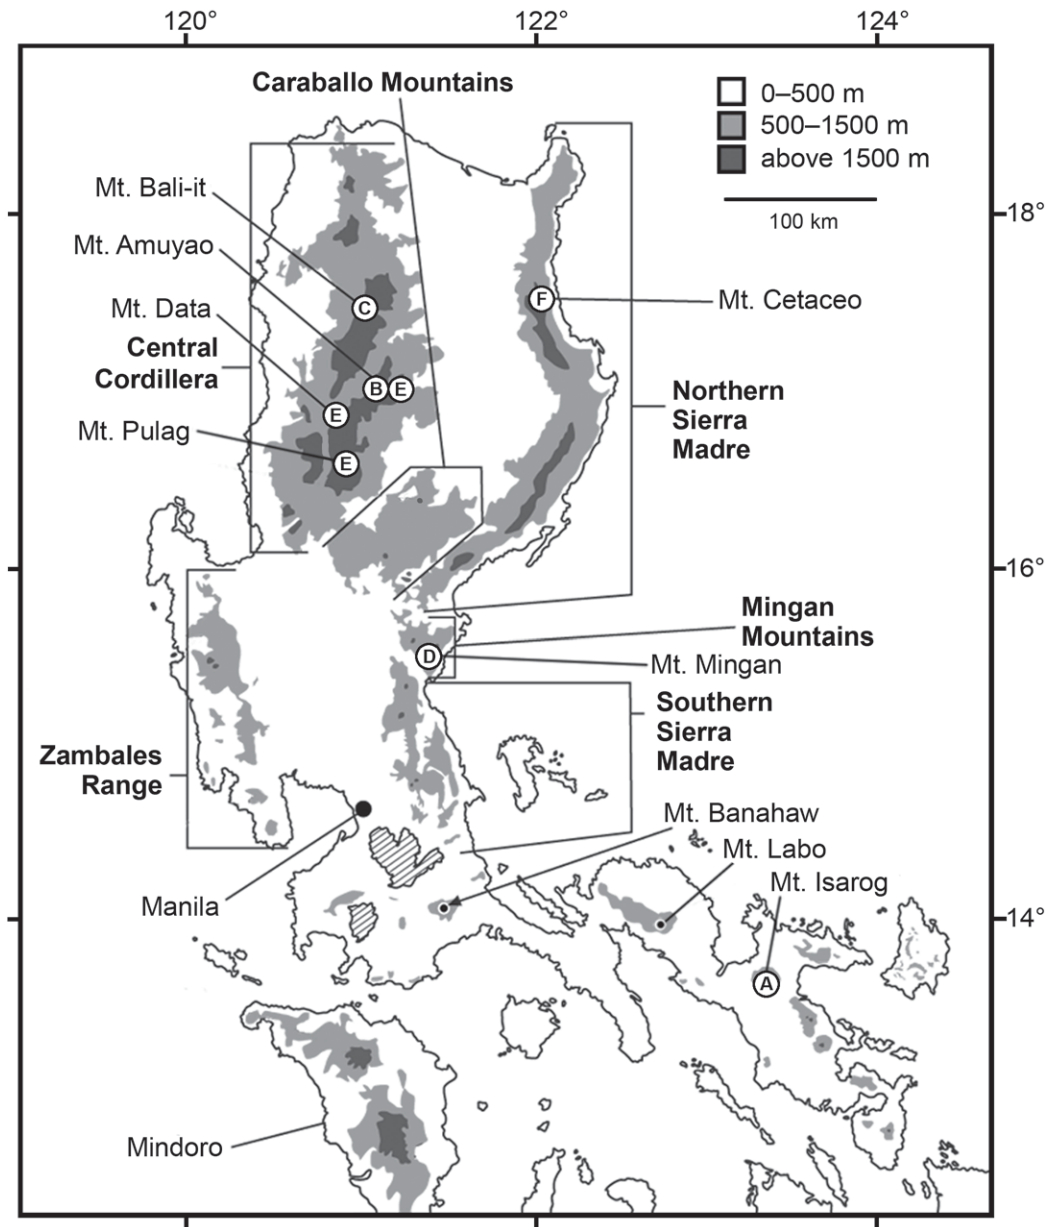 120°
122°
124°
Caraballo Mountains
0–500 m
500–1500 m
above 1500 m
100 km
Mt. Bali-it
18°
Mt. Amuyao
Mt. Data
C
F
Mt. Cetaceo
Central
Cordillera
B
E
Northern
Sierra
Madre
E
Mt. Pulag
E
16°
Mingan
Mountains
D
Mt. Mingan
Southern
Sierra
Madre
Zambales
Range
Mt. Banahaw
Mt. Labo
Mt. Isarog
Manila
14°
A
Mindoro